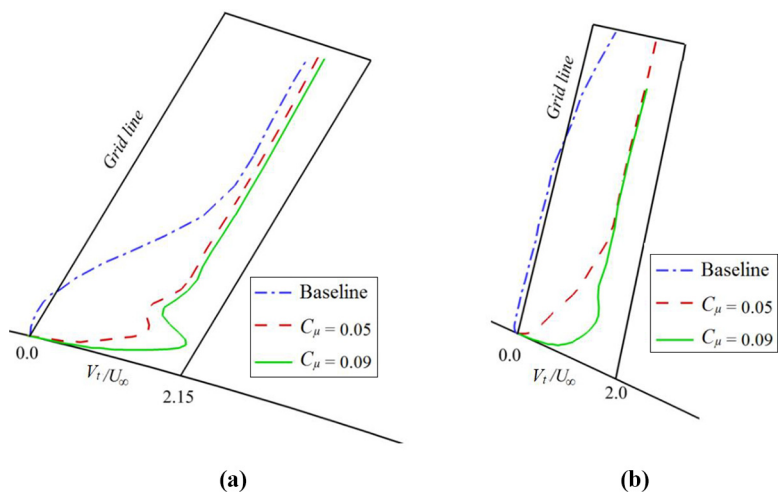 Grid line
Baseline
Cμ = 0.05
Cμ = 0.09
0.0
Vt/U∞
2.15
(a)
Grid line
Baseline
Cμ = 0.05
Cμ = 0.09
0.0
Vt/U∞
2.0
(b)